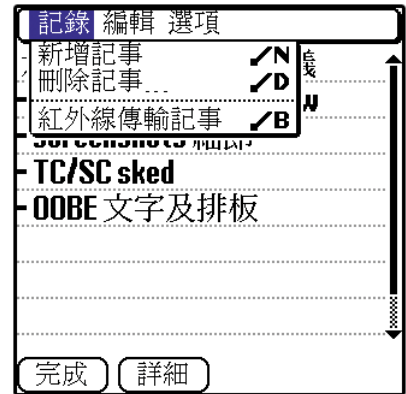 記錄 編輯 選項
新增記事 /N
刪除記事... /D
紅外線傳輸記事 /B
TC/SC sked
OOBE 文字及排板
完成 詳細